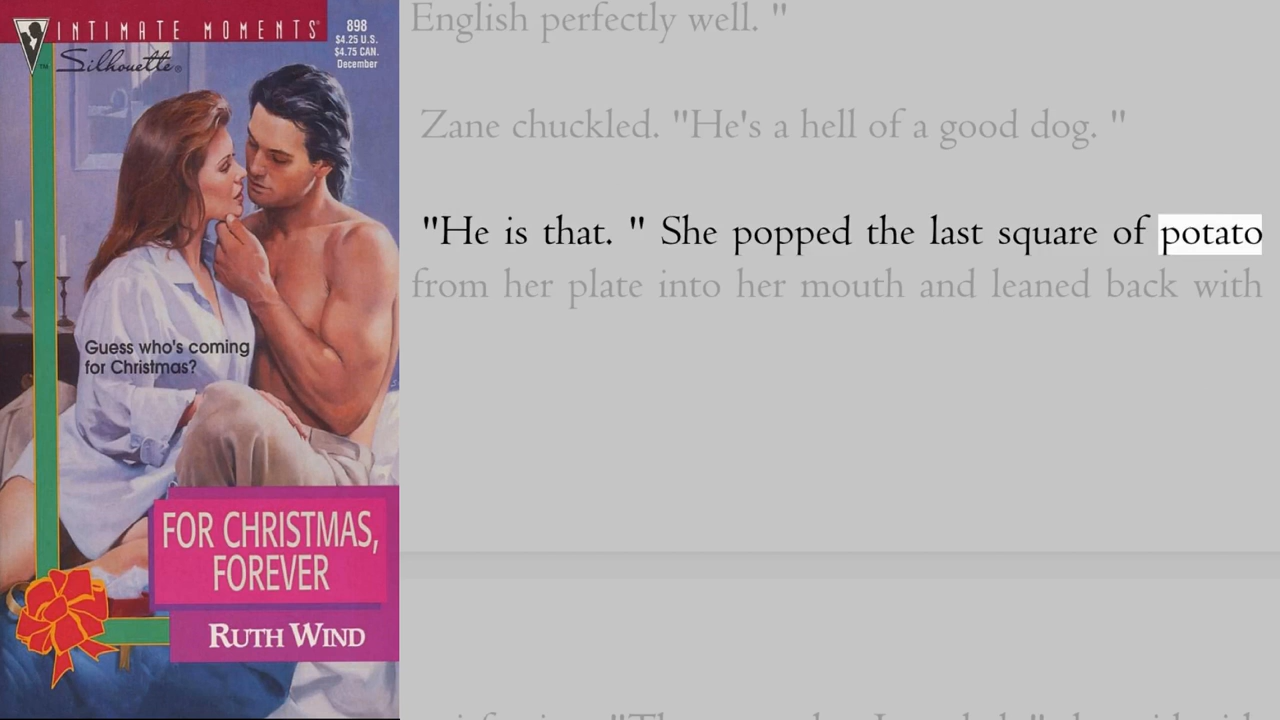 INTIMATE MOMENTS®
898
$4.25 U.S.
$4.75 CAN.
December
™ Silhouette®
Guess who's coming
for Christmas?
FOR CHRISTMAS,
FOREVER
RUTH WIND
English perfectly well. "
Zane chuckled. "He's a hell of a good dog. "
"He is that. " She popped the last square of potato
from her plate into her mouth and leaned back with